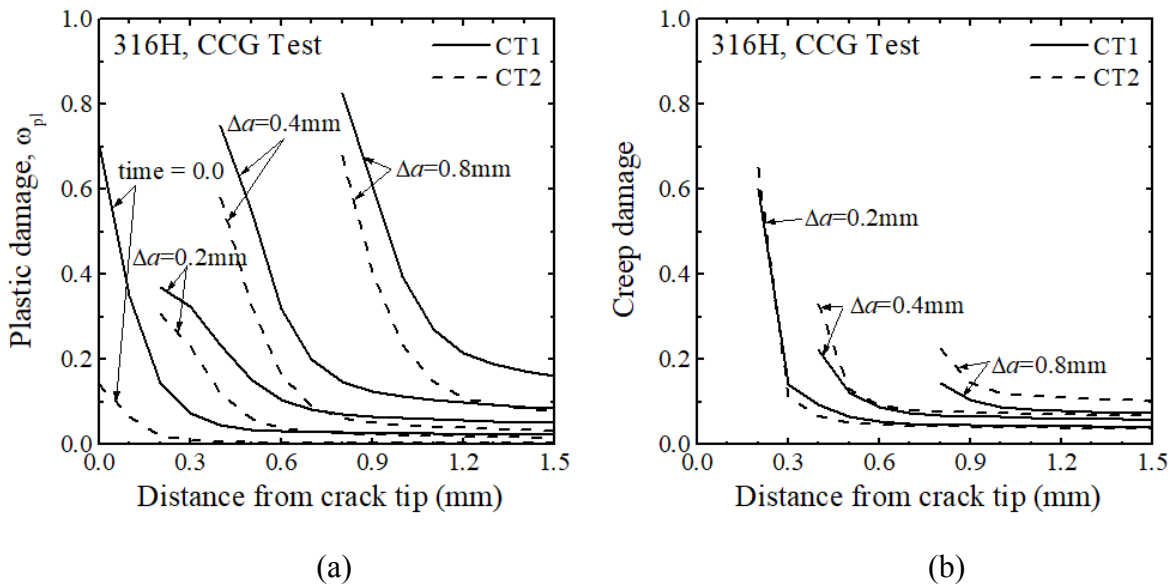 316H, CCG Test
CT1
CT2
Δa=0.4mm
Δa=0.8mm
time = 0.0
Δa=0.2mm
Plastic damage, ω_pl
1.0
0.8
0.6
0.4
0.2
0.0
0.0 0.3 0.6 0.9 1.2 1.5
Distance from crack tip (mm)
(a)
316H, CCG Test
CT1
CT2
Δa=0.2mm
Δa=0.4mm
Δa=0.8mm
Creep damage
1.0
0.8
0.6
0.4
0.2
0.0
0.0 0.3 0.6 0.9 1.2 1.5
Distance from crack tip (mm)
(b)